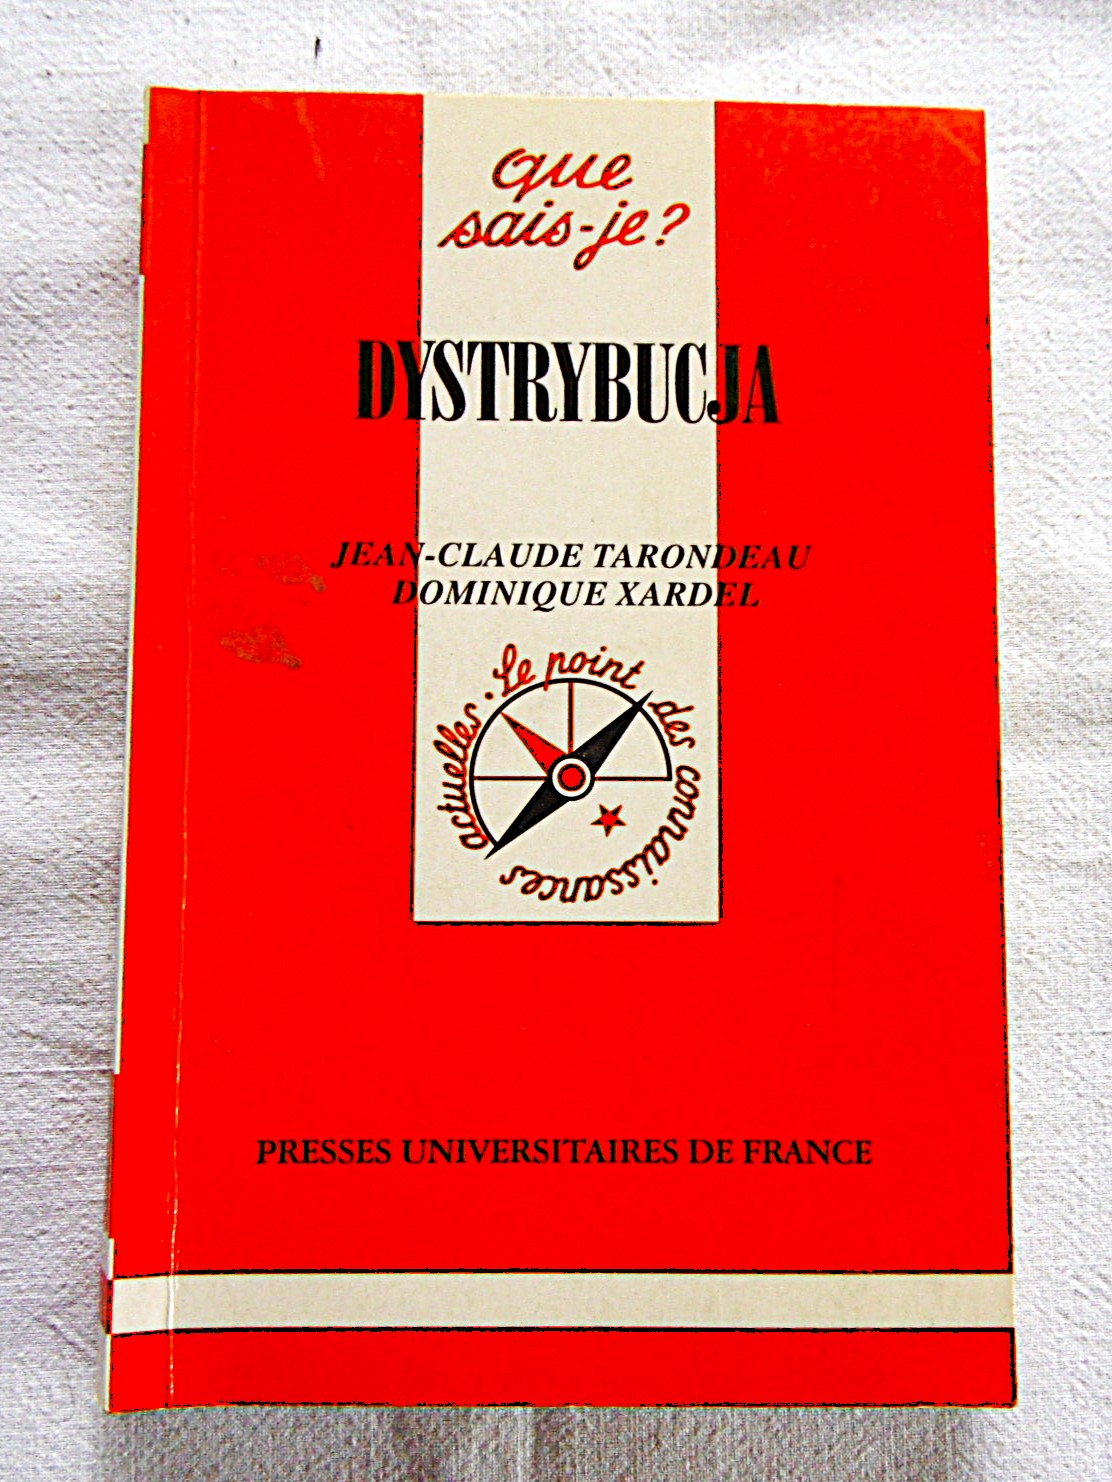 que
sais-je?
DYSTRYBUCJA
JEAN-CLAUDE TARONDEAU
DOMINIQUE XARDEL
Le point des connaissances actuelles.
PRESSES UNIVERSITAIRES DE FRANCE